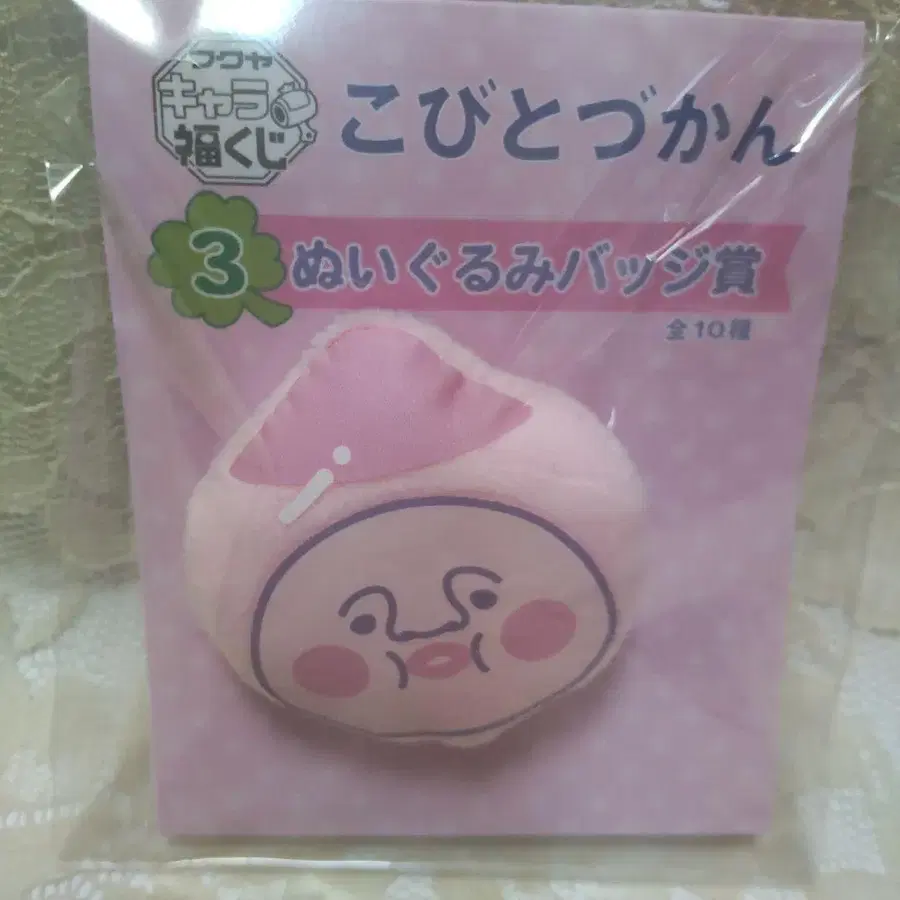 フクヤ
キャラ
福くじ
こびとづかん
3
ぬいぐるみバッジ賞
全10種